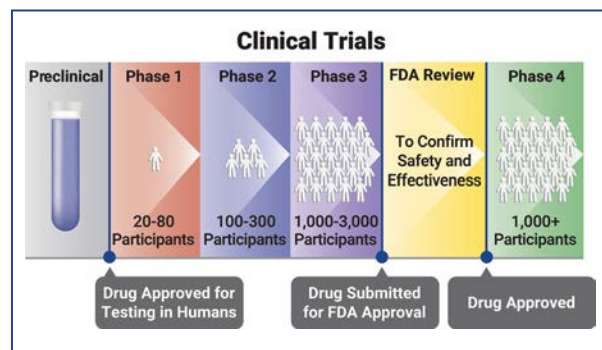 Clinical Trials
Preclinical
Phase 1
Phase 2
Phase 3
FDA Review
Phase 4
To Confirm
Safety and
Effectiveness
20-80
Participants
100-300
Participants
1,000-3,000
Participants
1,000+
Participants
Drug Approved for
Testing in Humans
Drug Submitted
for FDA Approval
Drug Approved